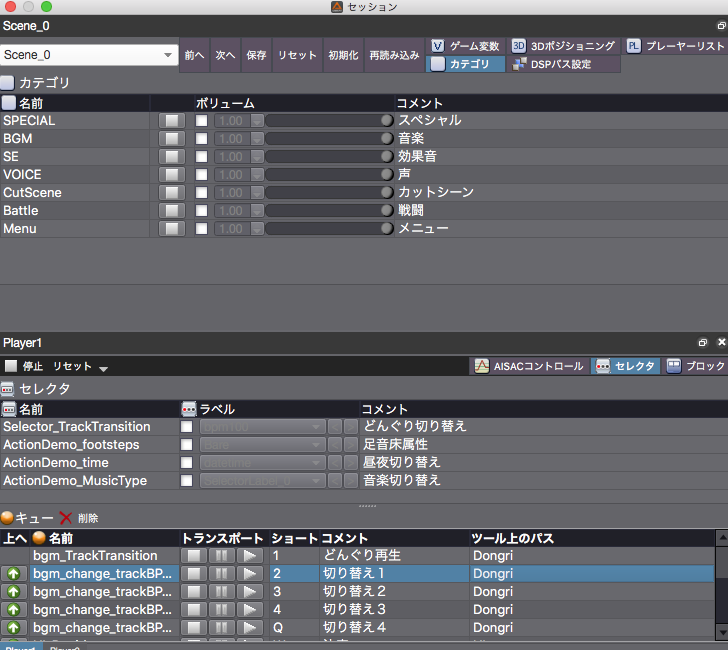 セッション
Scene_0
Scene_0 前へ 次へ 保存 リセット 初期化 再読み込み V ゲーム変数 3D 3Dポジショニング PL プレーヤーリスト
カテゴリ DSPバス設定
カテゴリ
名前 ボリューム コメント
SPECIAL 1.00 スペシャル
BGM 1.00 音楽
SE 1.00 効果音
VOICE 1.00 声
CutScene 1.00 カットシーン
Battle 1.00 戦闘
Menu 1.00 メニュー
Player1
停止 リセット AISACコントロール セレクタ ブロック
セレクタ
名前 ラベル コメント
Selector_TrackTransition どんぐり切り替え
ActionDemo_footsteps 足音床属性
ActionDemo_time 昼夜切り替え
ActionDemo_MusicType 音楽切り替え
キュー 削除
上へ 名前 トランスポート ショート コメント ツール上のパス
bgm_TrackTransition 1 どんぐり再生 Dongri
bgm_change_trackBP... 2 切り替え１ Dongri
bgm_change_trackBP... 3 切り替え２ Dongri
bgm_change_trackBP... 4 切り替え３ Dongri
bgm_change_trackBP... Q 切り替え４ Dongri